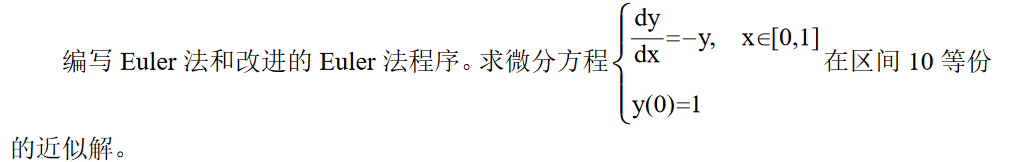 编写 Euler 法和改进的 Euler 法程序。求微分方程 { dy/dx=−y, x∈[0,1] 在区间 10 等份
y(0)=1
的近似解。